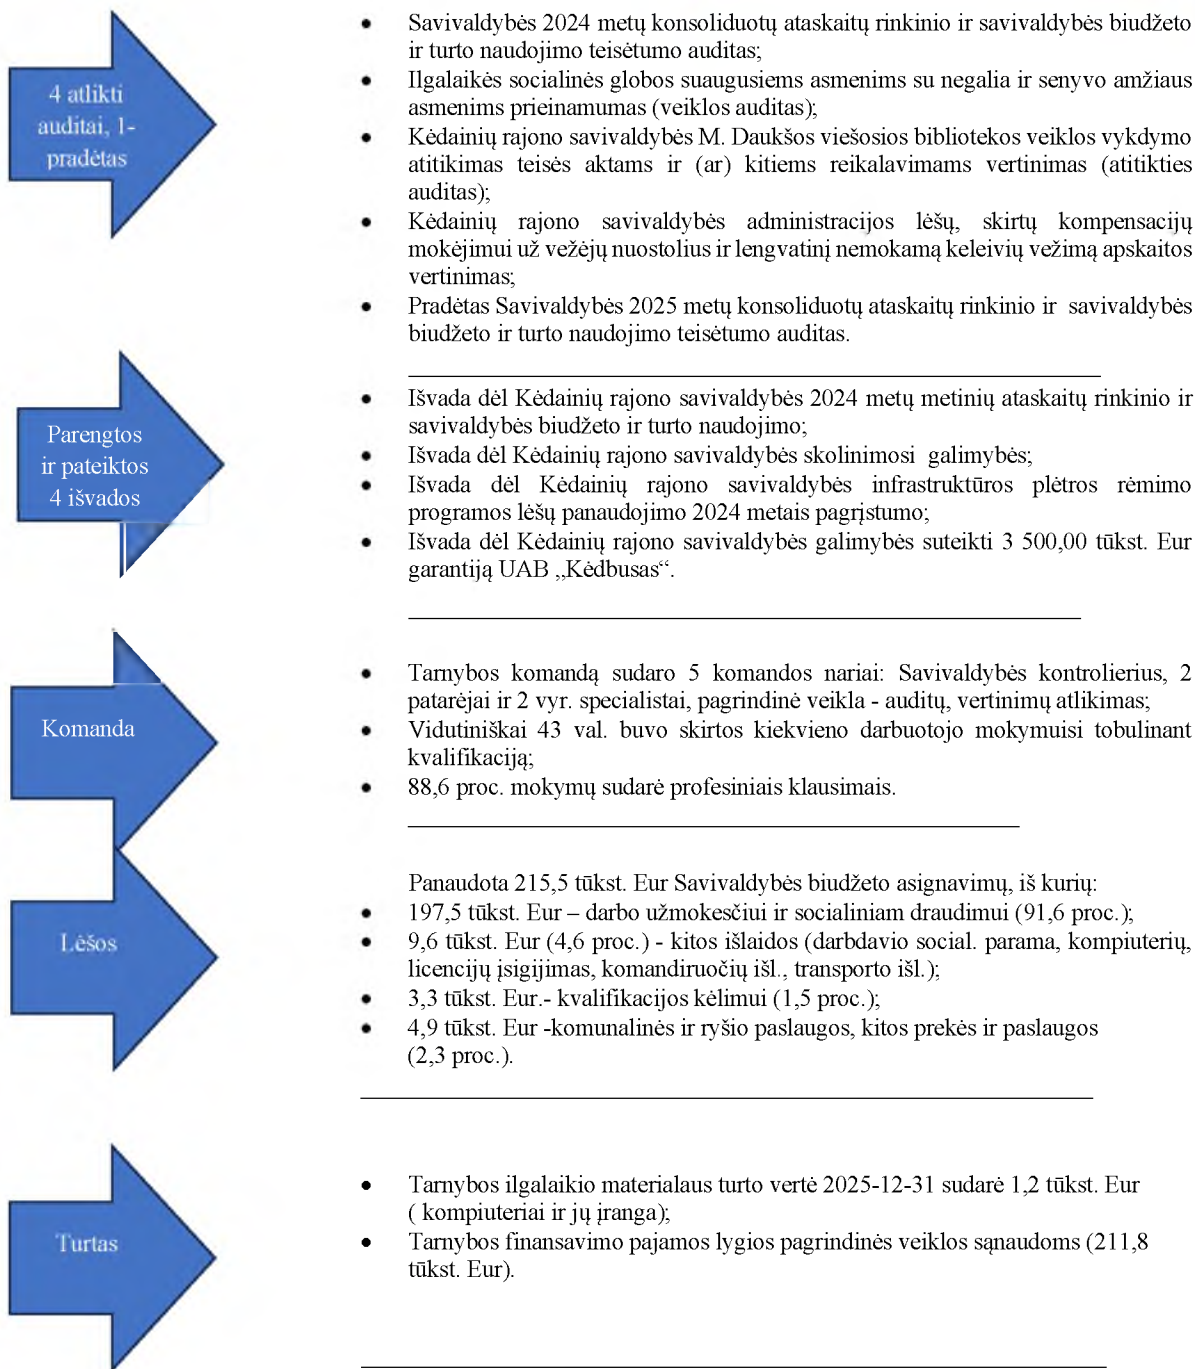 4 atlikti
auditai, 1-
pradėtas
• Savivaldybės 2024 metų konsoliduotų ataskaitų rinkinio ir savivaldybės biudžeto
ir turto naudojimo teisėtumo auditas;
• Ilgalaikės socialinės globos suaugusiems asmenims su negalia ir senyvo amžiaus
asmenims prieinamumas (veiklos auditas);
• Kėdainių rajono savivaldybės M. Daukšos viešosios bibliotekos veiklos vykdymo
atitikimas teisės aktams ir (ar) kitiems reikalavimams vertinimas (atitikties
auditas);
• Kėdainių rajono savivaldybės administracijos lėšų, skirtų kompensacijų
mokėjimui už vežėjų nuostolius ir lengvatinį nemokamą keleivių vežimą apskaitos
vertinimas;
• Pradėtas Savivaldybės 2025 metų konsoliduotų ataskaitų rinkinio ir savivaldybės
biudžeto ir turto naudojimo teisėtumo auditas.
Parengtos
ir pateiktos
4 išvados
• Išvada dėl Kėdainių rajono savivaldybės 2024 metų metinių ataskaitų rinkinio ir
savivaldybės biudžeto ir turto naudojimo;
• Išvada dėl Kėdainių rajono savivaldybės skolinimosi galimybės;
• Išvada dėl Kėdainių rajono savivaldybės infrastruktūros plėtros rėmimo
programos lėšų panaudojimo 2024 metais pagrįstumo;
• Išvada dėl Kėdainių rajono savivaldybės galimybės suteikti 3 500,00 tūkst. Eur
garantiją UAB „Kėdbusas“.
Komanda
• Tarnybos komandą sudaro 5 komandos nariai: Savivaldybės kontrolierius, 2
patarėjai ir 2 vyr. specialistai, pagrindinė veikla - auditų, vertinimų atlikimas;
• Vidutiniškai 43 val. buvo skirtos kiekvieno darbuotojo mokymuisi tobulinant
kvalifikaciją;
• 88,6 proc. mokymų sudarė profesiniais klausimais.
Lėšos
Panaudota 215,5 tūkst. Eur Savivaldybės biudžeto asignavimų, iš kurių:
• 197,5 tūkst. Eur – darbo užmokesčiui ir socialiniam draudimui (91,6 proc.);
• 9,6 tūkst. Eur (4,6 proc.) - kitos išlaidos (darbdavio social. parama, kompiuterių,
licencijų įsigijimas, komandiruočių išl., transporto išl.);
• 3,3 tūkst. Eur.- kvalifikacijos kėlimui (1,5 proc.);
• 4,9 tūkst. Eur -komunalinės ir ryšio paslaugos, kitos prekės ir paslaugos
(2,3 proc.).
Turtas
• Tarnybos ilgalaikio materialaus turto vertė 2025-12-31 sudarė 1,2 tūkst. Eur
( kompiuteriai ir jų įranga);
• Tarnybos finansavimo pajamos lygios pagrindinės veiklos sąnaudoms (211,8
tūkst. Eur).